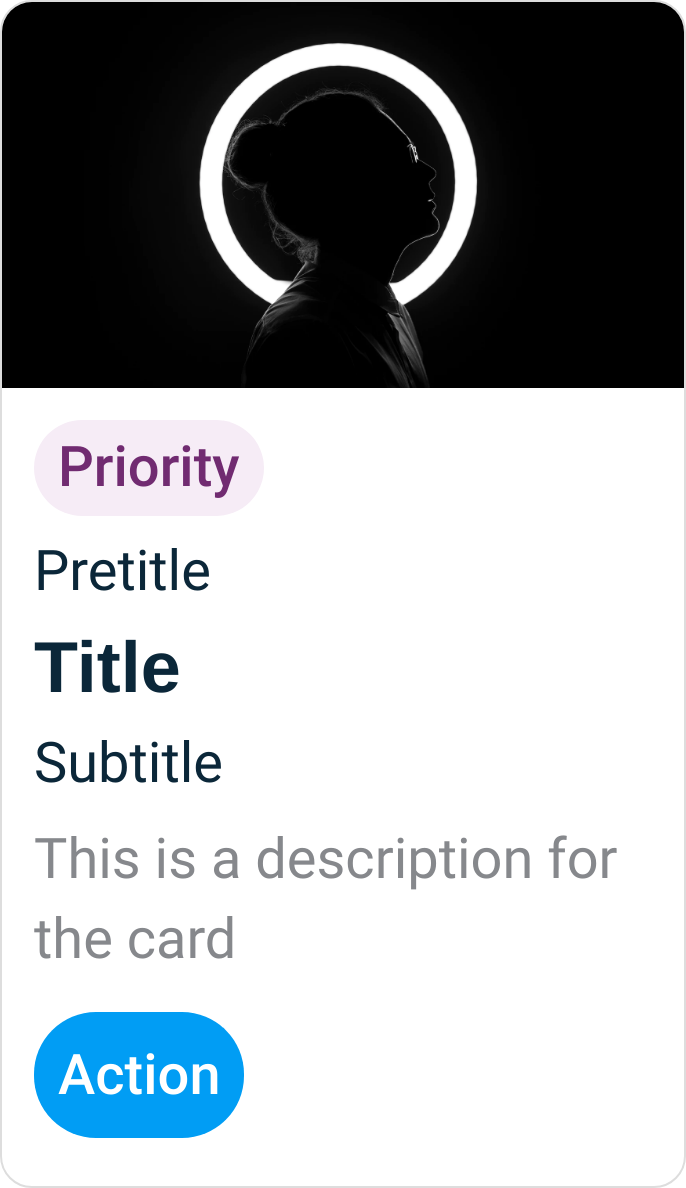 Priority
Pretitle
Title
Subtitle
This is a description for
the card
Action